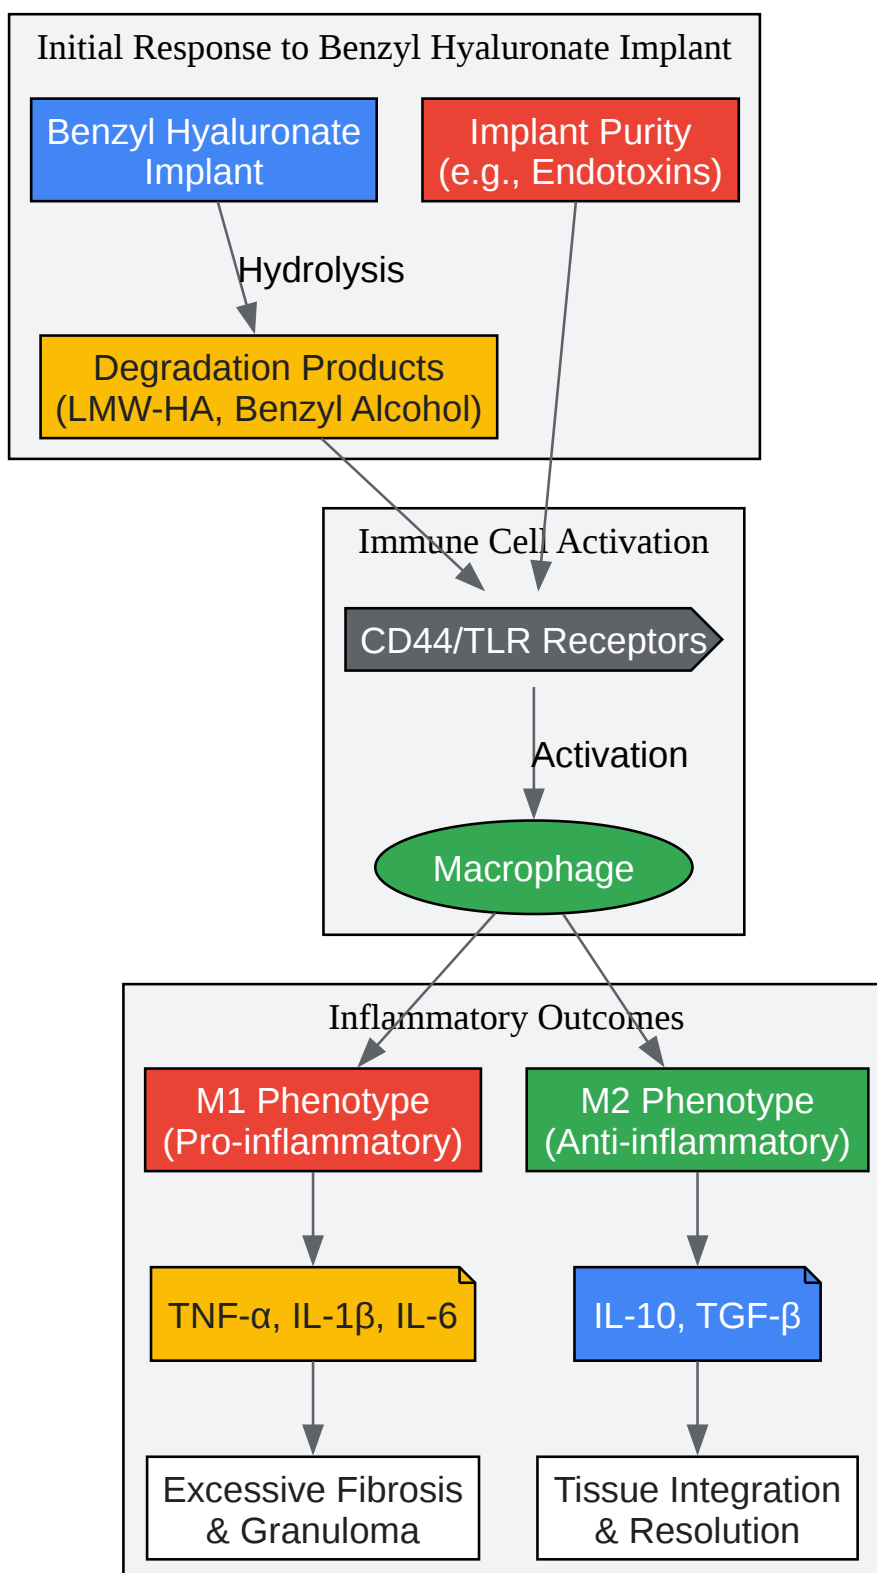 Initial Response to Benzyl Hyaluronate Implant
Benzyl Hyaluronate
Implant
Implant Purity
(e.g., Endotoxins)
Hydrolysis
Degradation Products
(LMW-HA, Benzyl Alcohol)
Immune Cell Activation
CD44/TLR Receptors
Activation
Macrophage
Inflammatory Outcomes
M1 Phenotype
(Pro-inflammatory)
M2 Phenotype
(Anti-inflammatory)
TNF-α, IL-1β, IL-6
IL-10, TGF-β
Excessive Fibrosis
& Granuloma
Tissue Integration
& Resolution